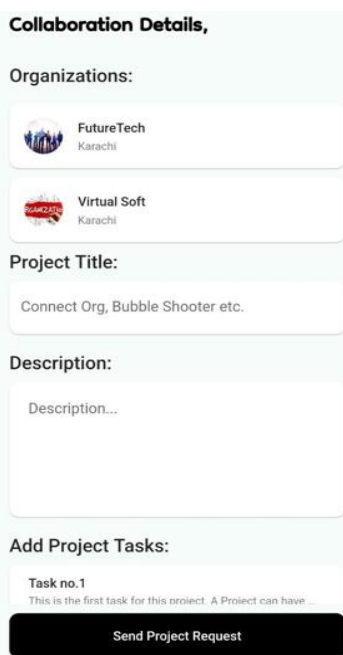 Collaboration Details,
Organizations:
FutureTech
Karachi
Virtual Soft
Karachi
Project Title:
Connect Org, Bubble Shooter etc.
Description:
Description...
Add Project Tasks:
Task no.1
This is the first task for this project. A Project can have ...
Send Project Request